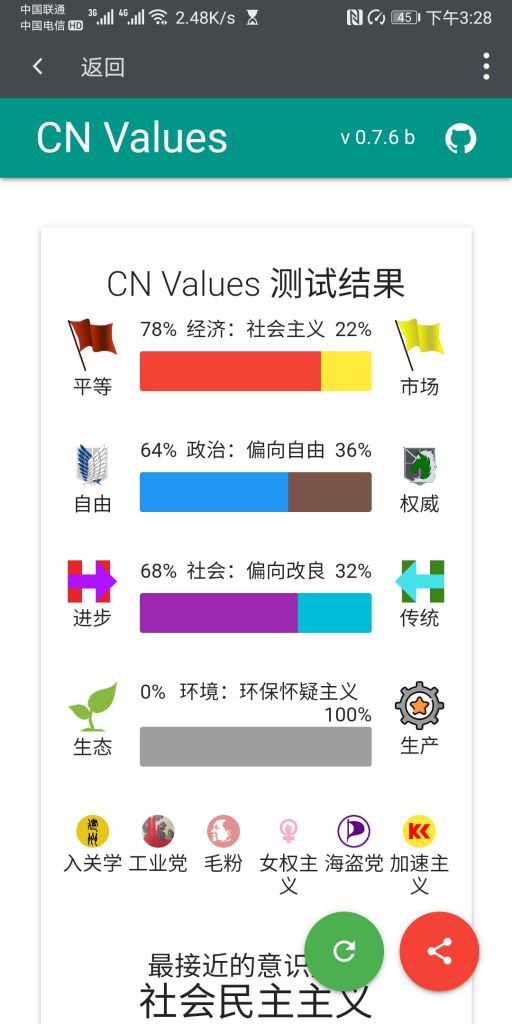 中国联通
中国电信 HD
3G 4G 2.48K/s 45 下午3:28
返回
CN Values v 0.7.6 b
CN Values 测试结果
78% 经济：社会主义 22%
平等 市场
64% 政治：偏向自由 36%
自由 权威
68% 社会：偏向改良 32%
进步 传统
0% 环境：环保怀疑主义
100%
生态 生产
入关学 工业党 毛粉 女权主义 海盗党 加速主义
最接近的意识
社会民主主义